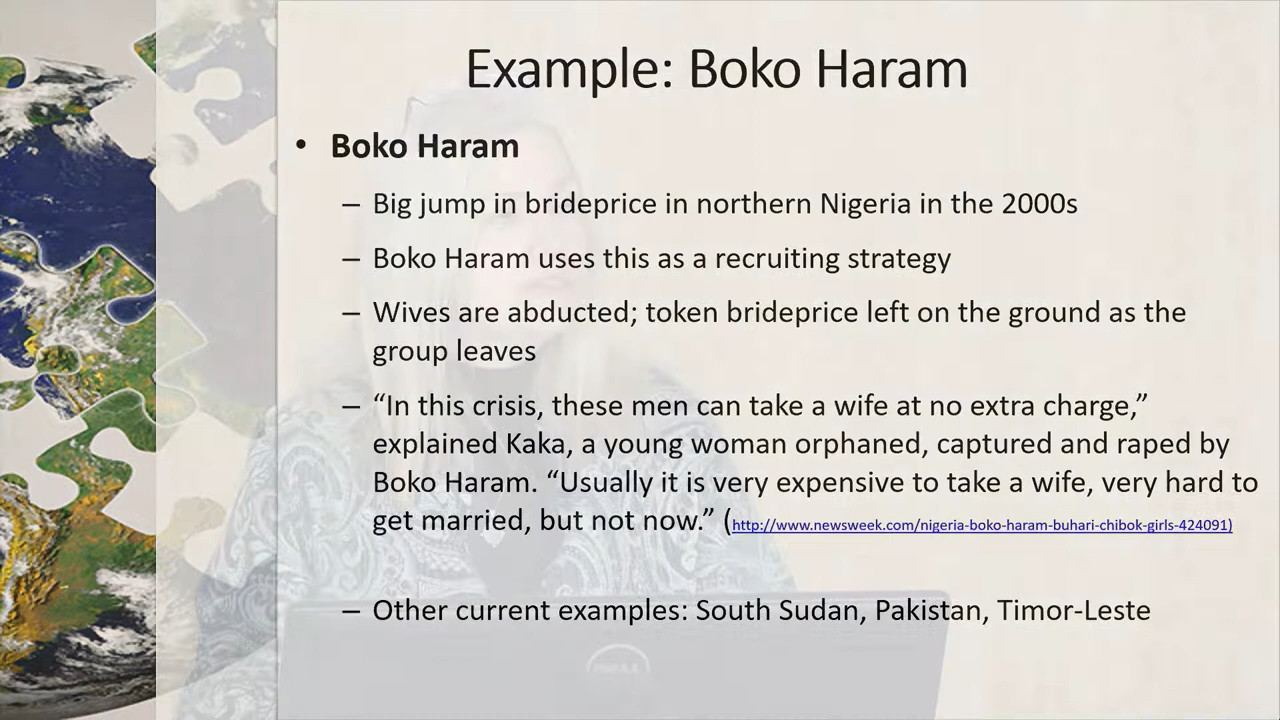 Example: Boko Haram
• Boko Haram
– Big jump in brideprice in northern Nigeria in the 2000s
– Boko Haram uses this as a recruiting strategy
– Wives are abducted; token brideprice left on the ground as the
group leaves
– “In this crisis, these men can take a wife at no extra charge,”
explained Kaka, a young woman orphaned, captured and raped by
Boko Haram. “Usually it is very expensive to take a wife, very hard to
get married, but not now.” (http://www.newsweek.com/nigeria-boko-haram-buhari-chibok-girls-424091)
– Other current examples: South Sudan, Pakistan, Timor-Leste